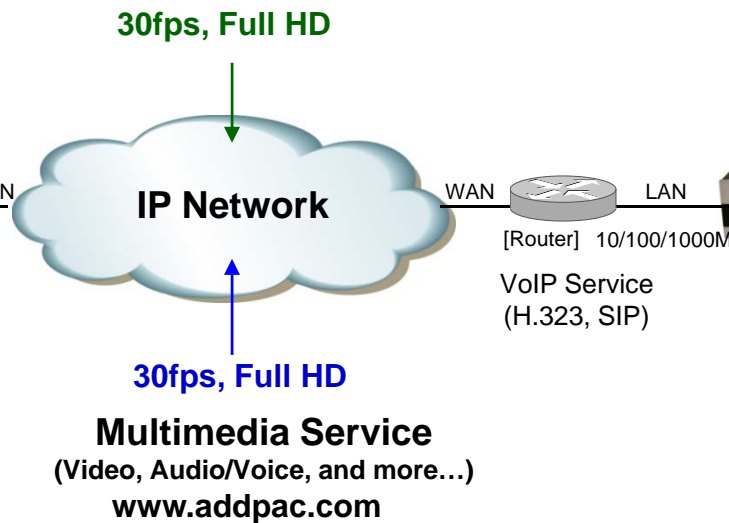 30fps, Full HD
N
IP Network
WAN
LAN
[Router] 10/100/1000M
VoIP Service
(H.323, SIP)
30fps, Full HD
Multimedia Service
(Video, Audio/Voice, and more…)
www.addpac.com